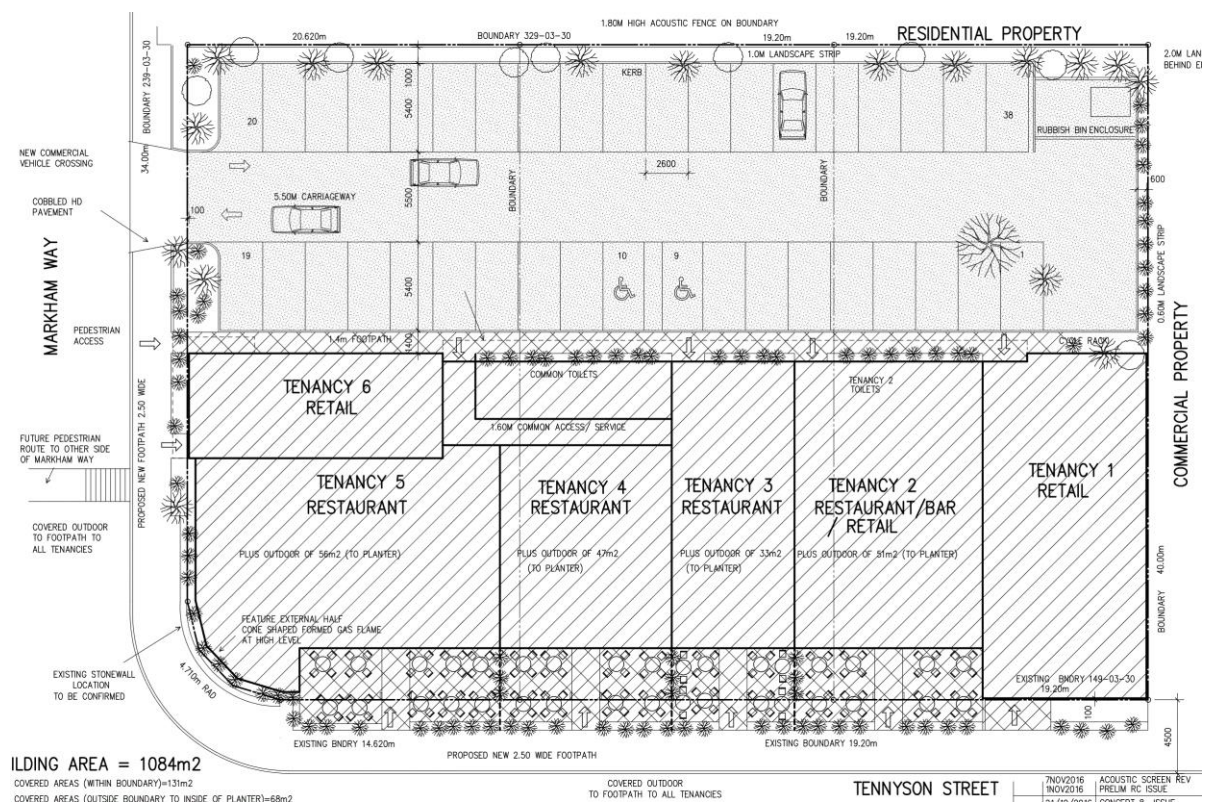 1.80M HIGH ACOUSTIC FENCE ON BOUNDARY
20.620m
BOUNDARY 329-03-30
19.20m
19.20m
RESIDENTIAL PROPERTY
1.0M LANDSCAPE STRIP
2.0M LAN
BEHIND
BOUNDARY 239-03-30
34.00m
1000
KERB
5400
20
38
RUBBISH BIN ENCLOSURE
NEW COMMERCIAL
VEHICLE CROSSING
2600
BOUNDARY
BOUNDARY
600
COBBLED HD
PAVEMENT
5.50M CARRIAGEWAY
100
5500
MARKHAM WAY
19
10
9
1
5400
0.60M LANDSCAPE STRIP
COMMERCIAL PROPERTY
PEDESTRIAN
ACCESS
1.4m FOOTPATH
1400
CYCLE RACK
TENANCY 6
RETAIL
COMMON TOILETS
TENANCY 2
TOILETS
1.60M COMMON ACCESS/ SERVICE
PROPOSED NEW FOOTPATH 2.50 WIDE
FUTURE PEDESTRIAN
ROUTE TO OTHER SIDE
OF MARKHAM WAY
TENANCY 5
RESTAURANT
TENANCY 4
RESTAURANT
TENANCY 3
RESTAURANT
TENANCY 2
RESTAURANT/BAR
/ RETAIL
TENANCY 1
RETAIL
COVERED OUTDOOR
TO FOOTPATH TO
ALL TENANCIES
PLUS OUTDOOR OF 56m2 (TO PLANTER)
PLUS OUTDOOR OF 47m2
(TO PLANTER)
PLUS OUTDOOR OF 33m2
(TO PLANTER)
PLUS OUTDOOR OF 51m2 (TO PLANTER)
40.00m
BOUNDARY
FEATURE EXTERNAL HALF
CONE SHAPED FORMED GAS FLAME
AT HIGH LEVEL
EXISTING STONEWALL
LOCATION
TO BE CONFIRMED
4.710m RAD
EXISTING BNDRY 149-03-30
19.20m
100
4500
EXISTING BNDRY 14.620m
PROPOSED NEW 2.50 WIDE FOOTPATH
EXISTING BOUNDARY 19.20m
ILDING AREA = 1084m2
COVERED AREAS (WITHIN BOUNDARY)=131m2
COVERED AREAS (OUTSIDE BOUNDARY TO INSIDE OF PLANTER)=68m2
COVERED OUTDOOR
TO FOOTPATH TO ALL TENANCIES
TENNYSON STREET
7NOV2016 ACOUSTIC SCREEN REV
1NOV2016 PRELIM RC ISSUE